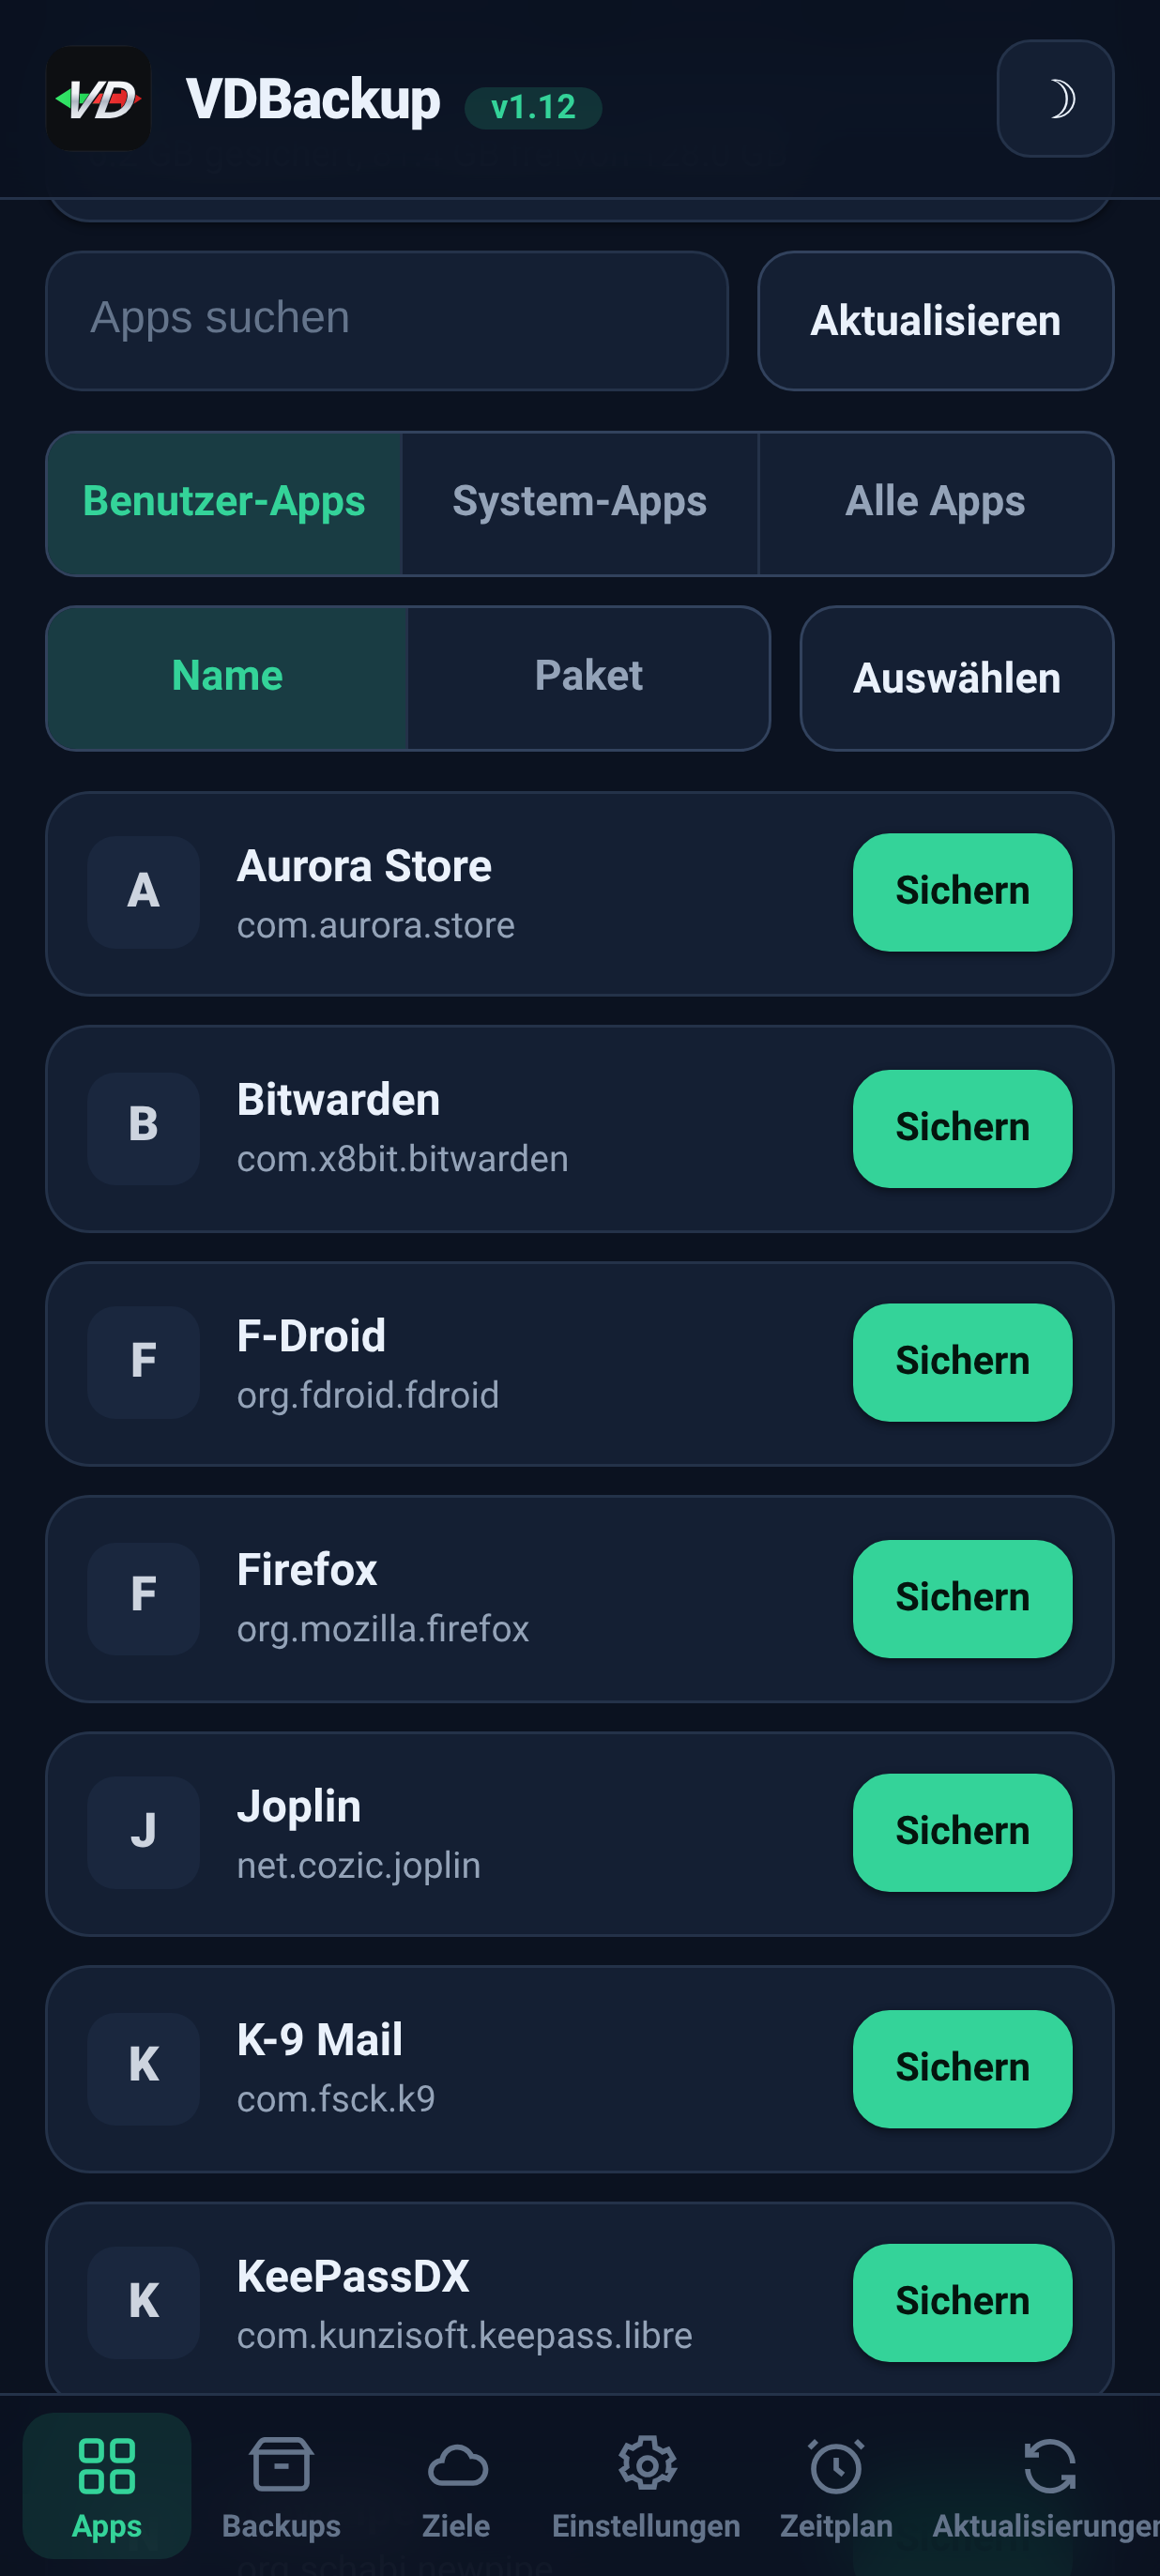 VD
VDBackup v1.12
Apps suchen
Aktualisieren
Benutzer-Apps
System-Apps
Alle Apps
Name
Paket
Auswählen
A
Aurora Store
com.aurora.store
Sichern
B
Bitwarden
com.x8bit.bitwarden
Sichern
F
F-Droid
org.fdroid.fdroid
Sichern
F
Firefox
org.mozilla.firefox
Sichern
J
Joplin
net.cozic.joplin
Sichern
K
K-9 Mail
com.fsck.k9
Sichern
K
KeePassDX
com.kunzisoft.keepass.libre
Sichern
Apps
Backups
Ziele
Einstellungen
Zeitplan
Aktualisierungen
org.schabi.newpipe